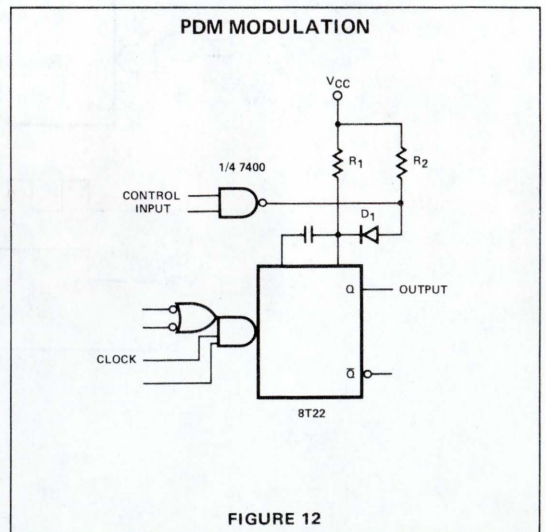 PDM MODULATION
VCC
R1
R2
1/4 7400
CONTROL
INPUT
D1
Q
OUTPUT
CLOCK
Q̅
8T22
FIGURE 12